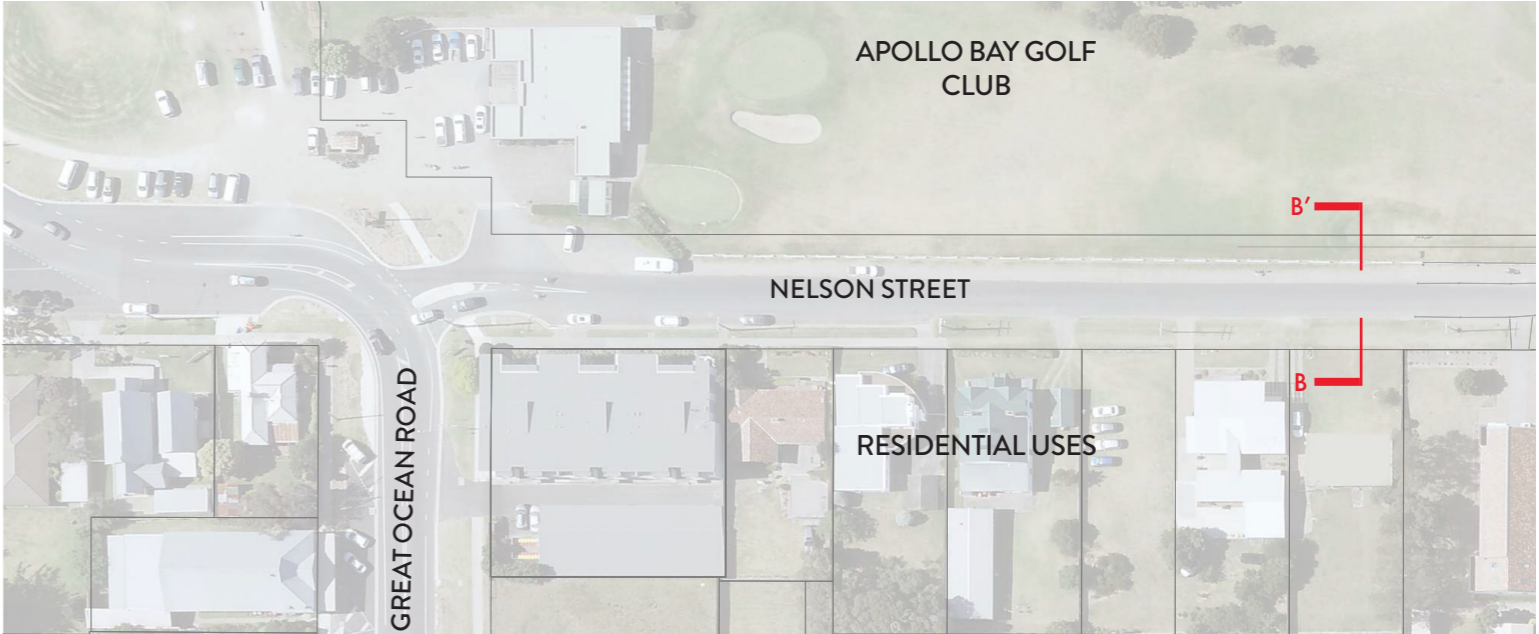 APOLLO BAY GOLF
CLUB
B'
NELSON STREET
B
GREAT OCEAN ROAD
RESIDENTIAL USES